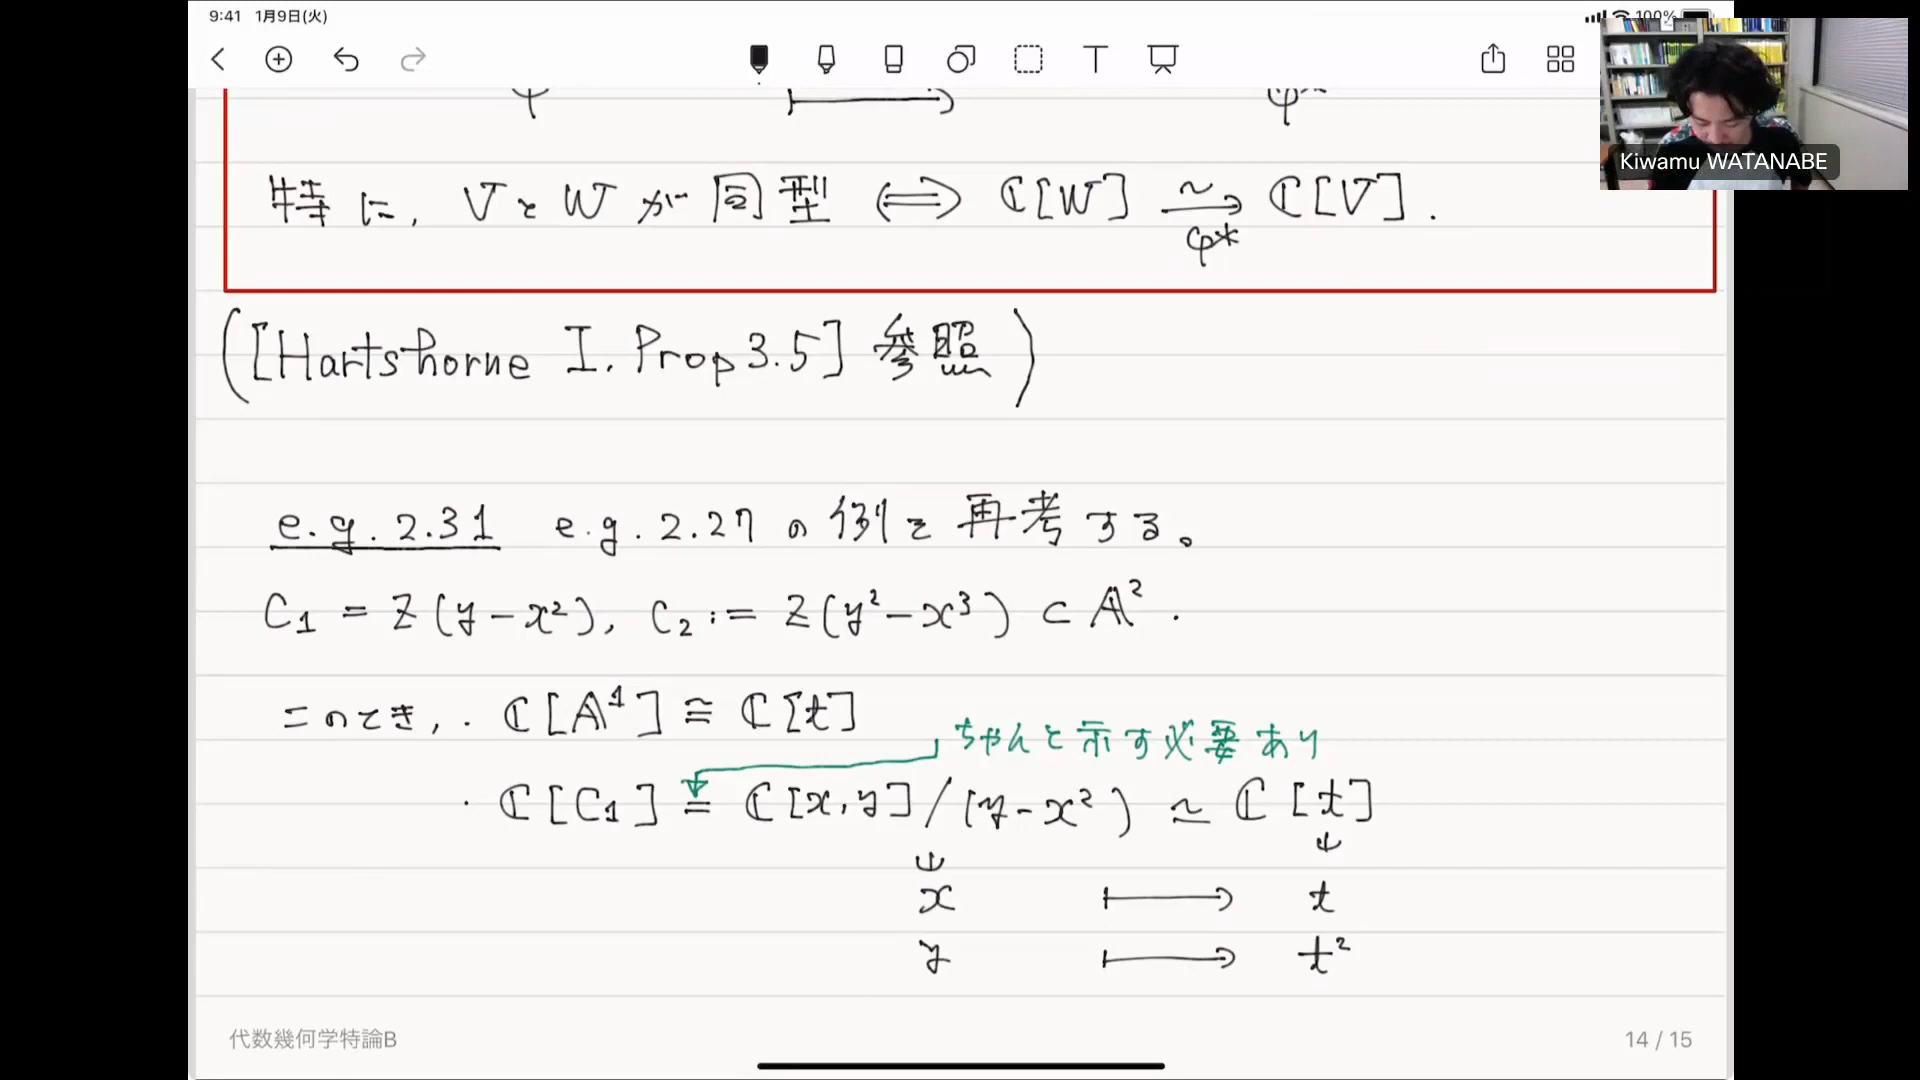 9:41 1月9日(火)
100%
Kiwamu WATANABE
φ ⟼ φ*
特に, VとWが同型 ⟺ ℂ[W] ⥲ ℂ[V].
φ*
([Hartshorne I. Prop 3.5] 参照)
e.g. 2.31 e.g. 2.27 の例を再考する。
C₁ = Z(y-x²), C₂ := Z(y²-x³) ⊂ 𝔸².
このとき, · ℂ[𝔸¹] ≅ ℂ[t]
ちゃんと示す必要あり
· ℂ[C₁] = ℂ[x,y]/(y-x²) ≃ ℂ[t]
x ⟼ t
y ⟼ t²
代数幾何学特論B
14 / 15